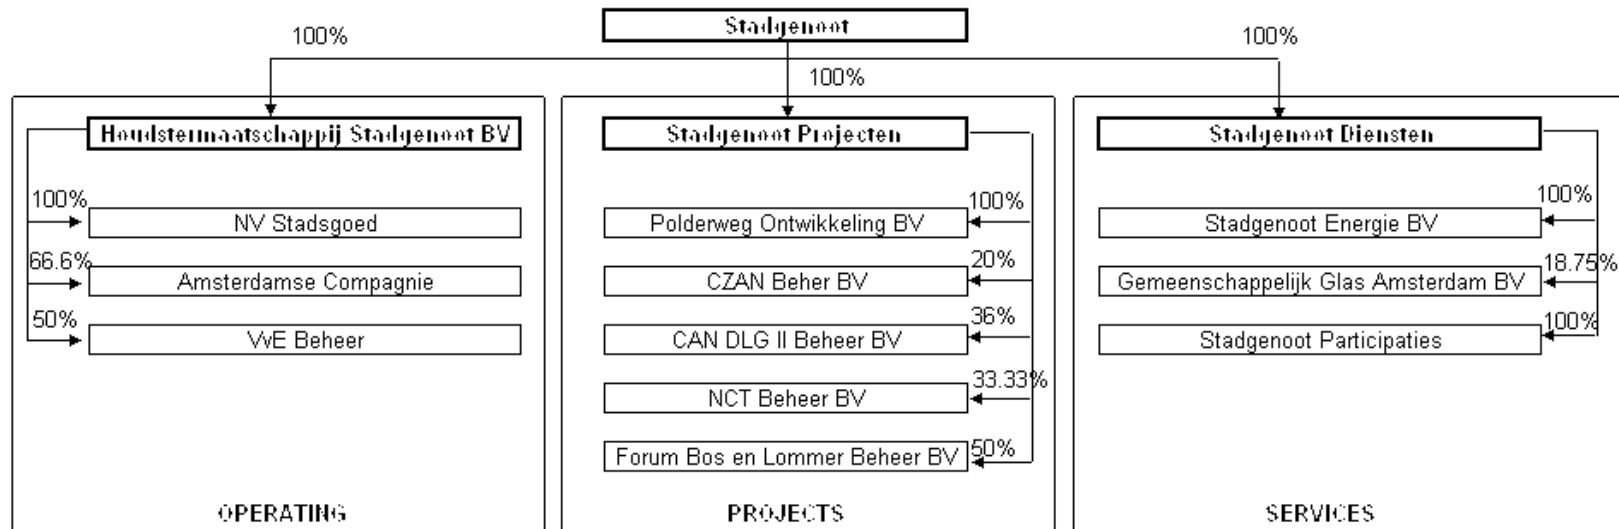 Stadgenoot
100%
100%
100%
Houdstermaatschappij Stadgenoot BV
100%
NV Stadsgoed
66.6%
Amsterdamse Compagnie
50%
VvE Beheer
OPERATING
Stadgenoot Projecten
100%
Polderweg Ontwikkeling BV
20%
CZAN Beher BV
36%
CAN DLG II Beheer BV
33.33%
NCT Beheer BV
50%
Forum Bos en Lommer Beheer BV
PROJECTS
Stadgenoot Diensten
100%
Stadgenoot Energie BV
18.75%
Gemeenschappelijk Glas Amsterdam BV
100%
Stadgenoot Participaties
SERVICES